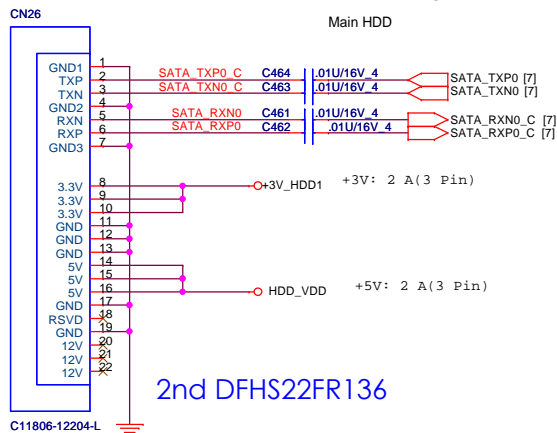 CN26
Main HDD
GND1 1
TXP 2 SATA_TXP0_C C464 .01U/16V_4 SATA_TXP0 [7]
TXN 3 SATA_TXN0_C C463 .01U/16V_4 SATA_TXN0 [7]
GND2 4
RXN 5 SATA_RXN0 C461 .01U/16V_4 SATA_RXN0_C [7]
RXP 6 SATA_RXP0 C462 .01U/16V_4 SATA_RXP0_C [7]
GND3 7
3.3V 8 +3V_HDD1 +3V: 2 A(3 Pin)
3.3V 9
3.3V 10
GND 11
GND 12
GND 13
5V 14
5V 15
5V 16 HDD_VDD +5V: 2 A(3 Pin)
GND 17
RSVD 18
GND 19
12V 20
12V 21
12V 22
2nd DFHS22FR136
C11806-12204-L